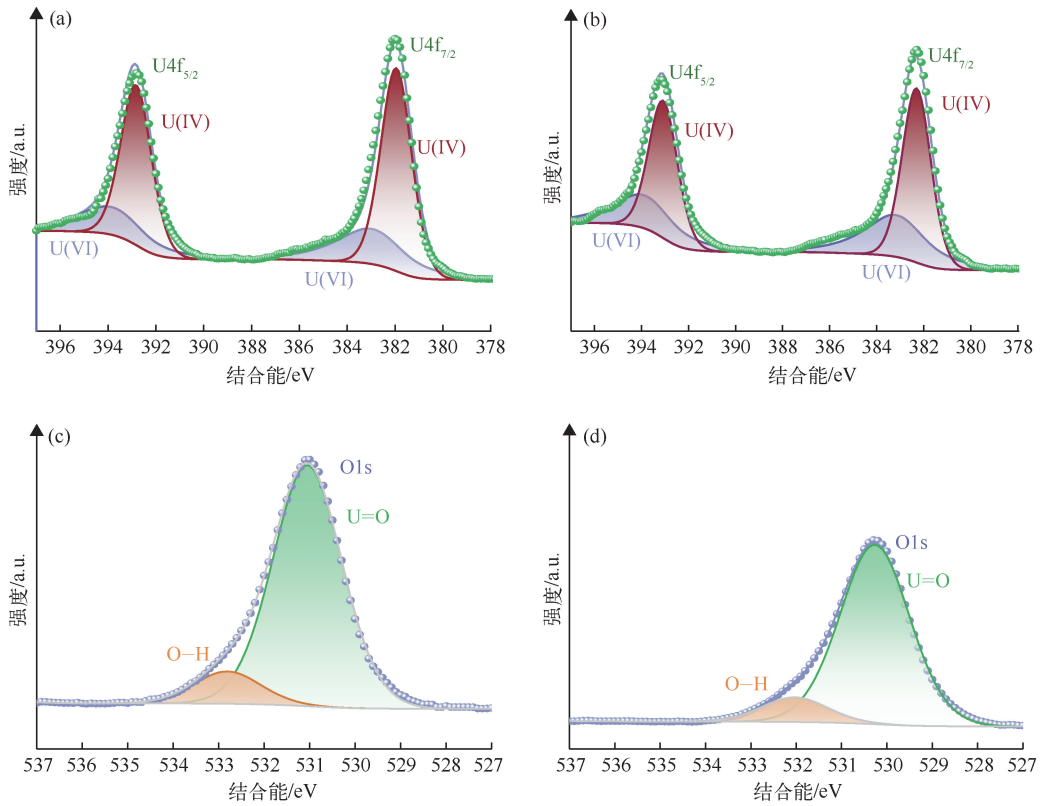 (a)
U4f5/2
U(IV)
U(VI)
U4f7/2
U(IV)
U(VI)
强度/a.u.
396 394 392 390 388 386 384 382 380 378
结合能/eV
(b)
U4f5/2
U(IV)
U(VI)
U4f7/2
U(IV)
U(VI)
强度/a.u.
396 394 392 390 388 386 384 382 380 378
结合能/eV
(c)
O1s
U=O
O−H
强度/a.u.
537 536 535 534 533 532 531 530 529 528 527
结合能/eV
(d)
O1s
U=O
O−H
强度/a.u.
537 536 535 534 533 532 531 530 529 528 527
结合能/eV